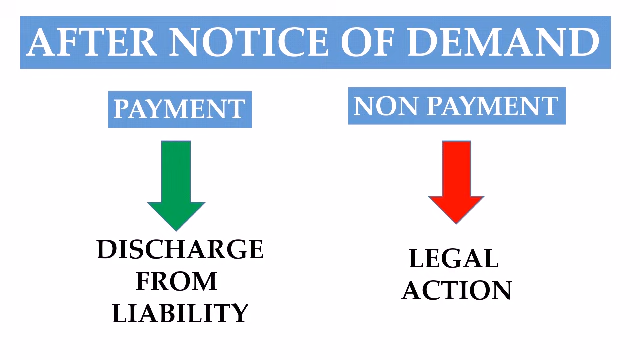 AFTER NOTICE OF DEMAND
PAYMENT
NON PAYMENT
DISCHARGE
FROM
LIABILITY
LEGAL
ACTION